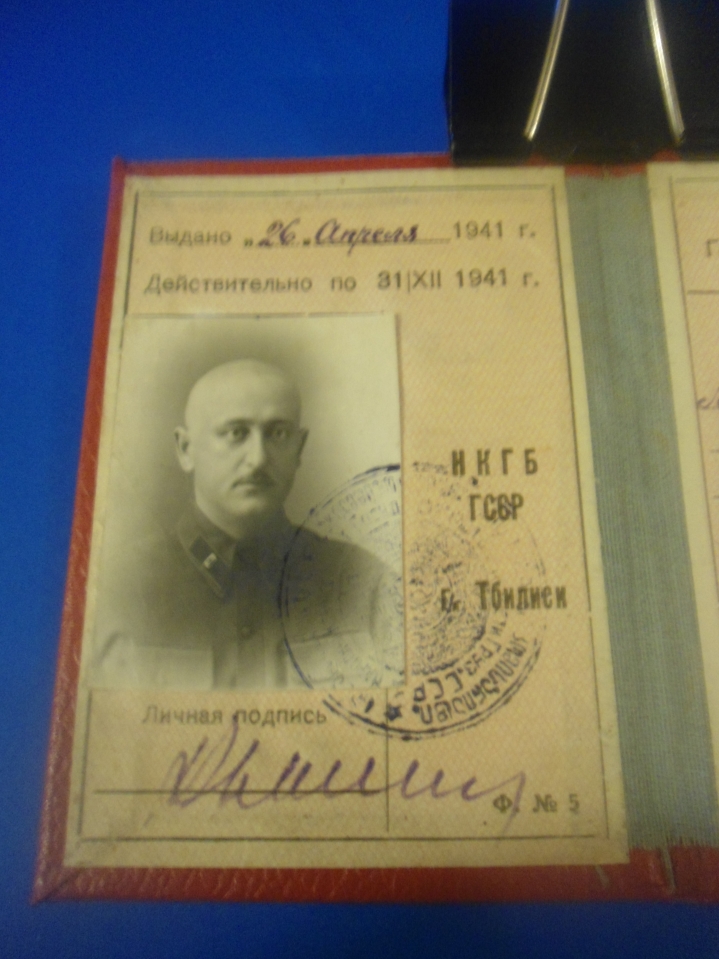 Выдано „26„ Апреля 1941 г.
Действительно по 31|XII 1941 г.
НКГБ
ГССР
г. Тбилиси
Личная подпись
Ф. № 5